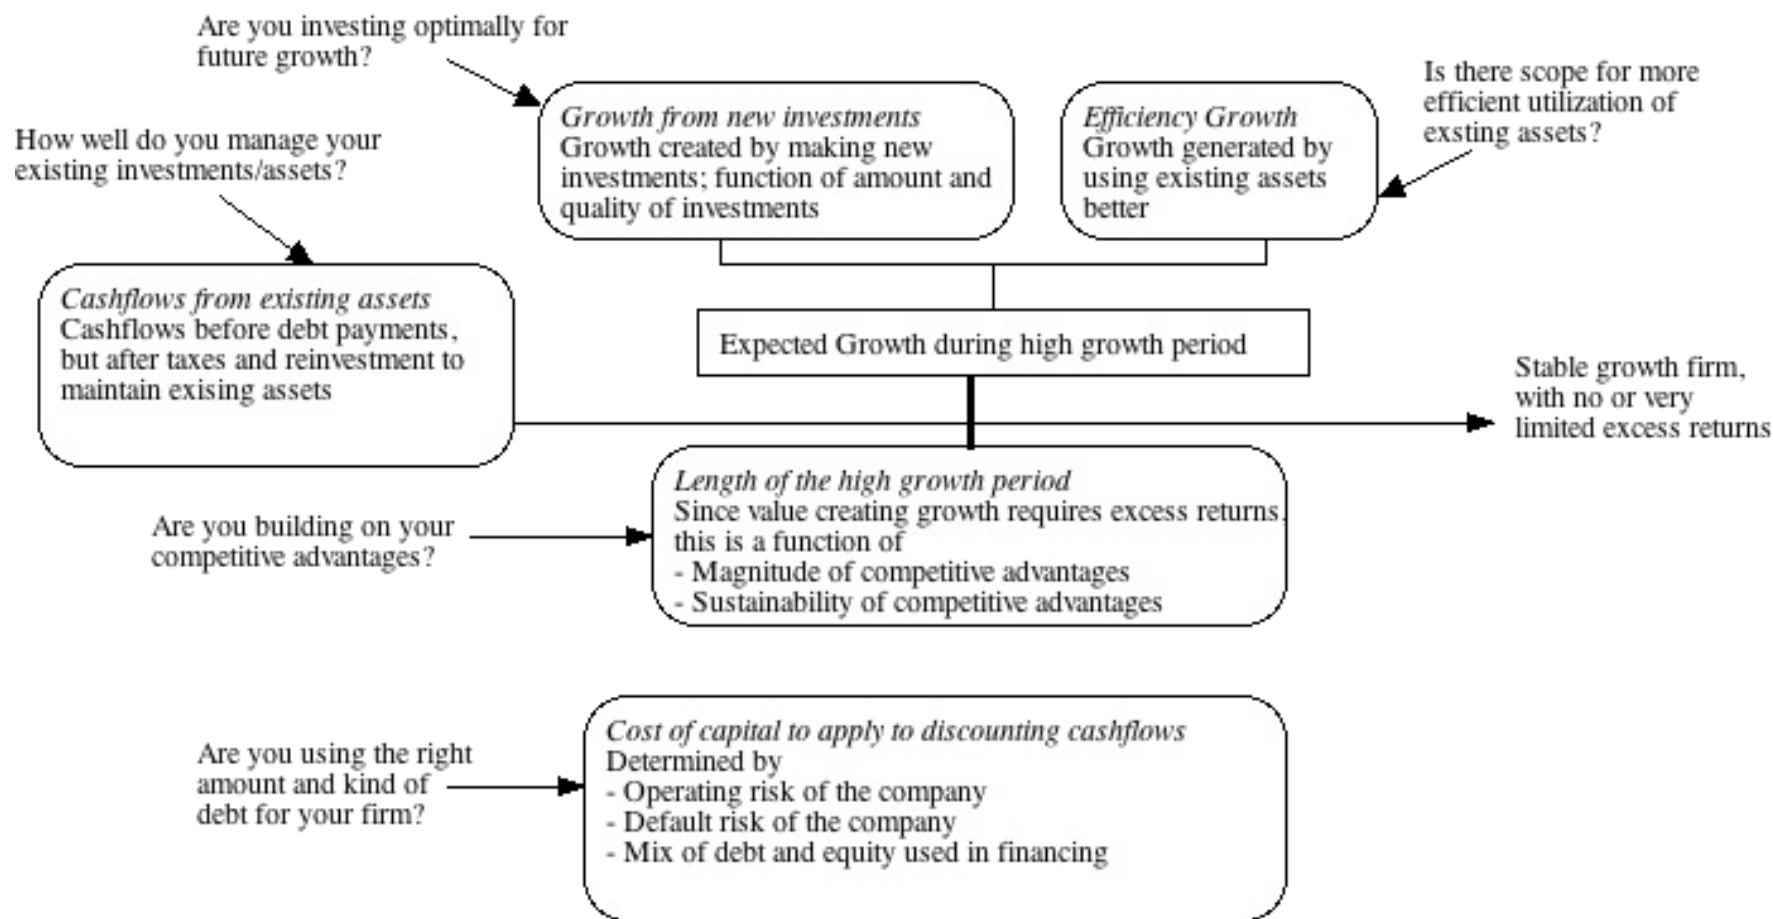 Are you investing optimally for
future growth?
Is there scope for more
efficient utilization of
exsting assets?
Growth from new investments
Growth created by making new
investments; function of amount and
quality of investments
Efficiency Growth
Growth generated by
using existing assets
better
How well do you manage your
existing investments/assets?
Cashflows from existing assets
Cashflows before debt payments,
but after taxes and reinvestment to
maintain exising assets
Expected Growth during high growth period
Stable growth firm,
with no or very
limited excess returns
Length of the high growth period
Since value creating growth requires excess returns,
this is a function of
- Magnitude of competitive advantages
- Sustainability of competitive advantages
Are you building on your
competitive advantages?
Cost of capital to apply to discounting cashflows
Determined by
- Operating risk of the company
- Default risk of the company
- Mix of debt and equity used in financing
Are you using the right
amount and kind of
debt for your firm?